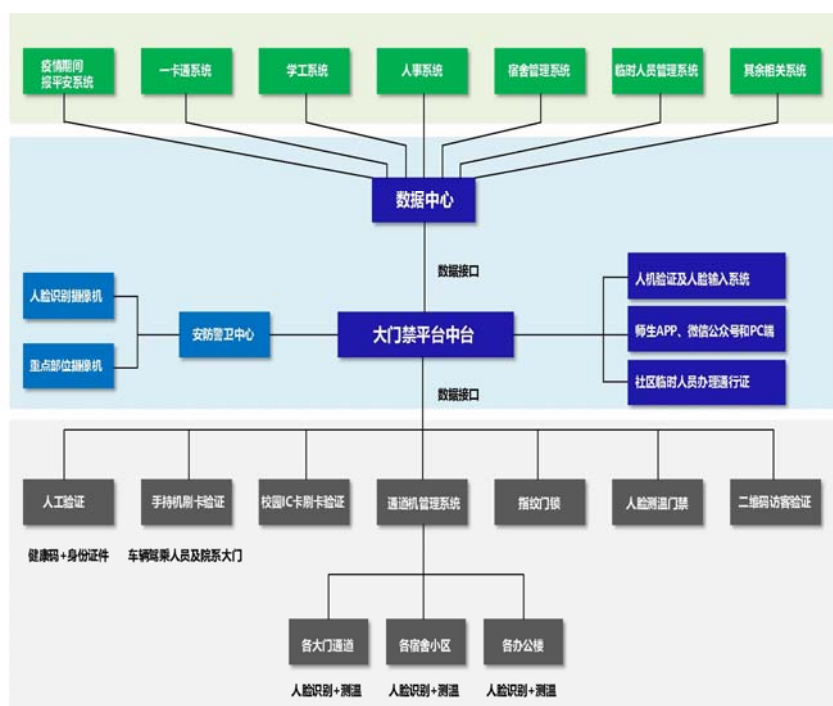 疫情期间
报平安系统
一卡通系统
学工系统
人事系统
宿舍管理系统
临时人员管理系统
其余相关系统
数据中心
数据接口
人脸识别摄像机
重点部位摄像机
安防警卫中心
大门禁平台中台
人机验证及人脸输入系统
师生APP、微信公众号和PC端
社区临时人员办理通行证
数据接口
人工验证
手持机刷卡验证
校园IC卡刷卡验证
通道机管理系统
指纹门锁
人脸测温门禁
二维码访客验证
健康码+身份证件
车辆驾乘人员及院系大门
各大门通道
各宿舍小区
各办公楼
人脸识别+测温
人脸识别+测温
人脸识别+测温